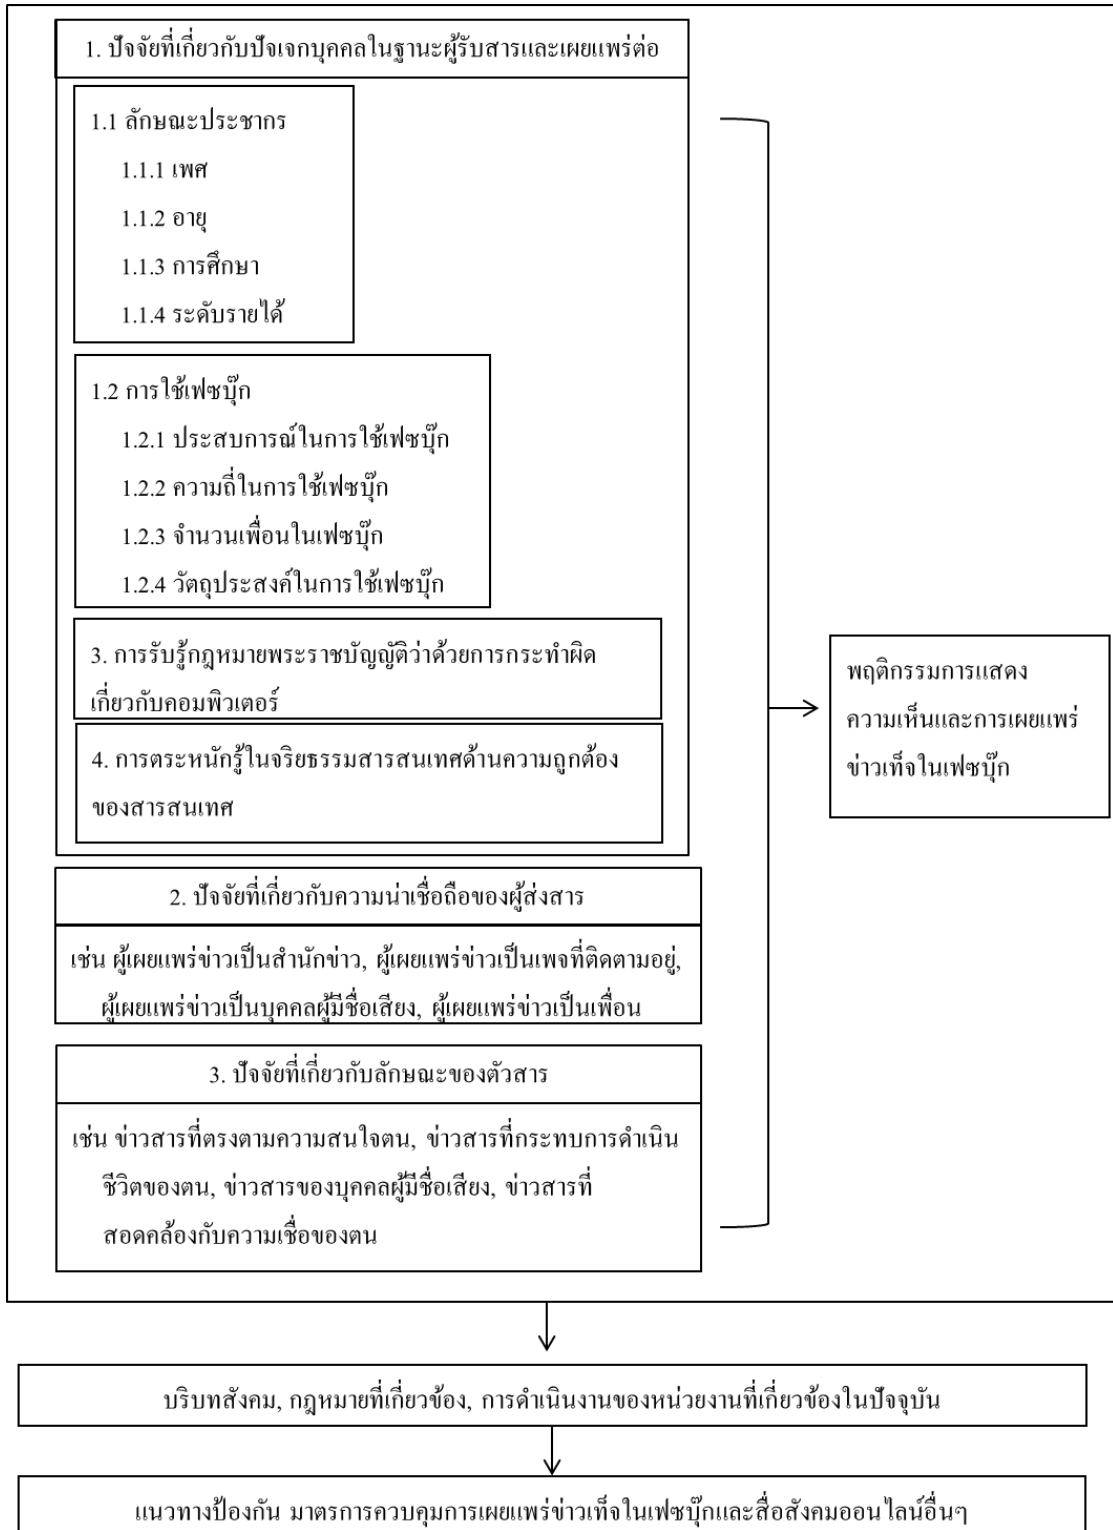 1. ปัจจัยที่เกี่ยวกับปัจเจกบุคคลในฐานะผู้รับสารและเผยแพร่ต่อ
1.1 ลักษณะประชากร
1.1.1 เพศ
1.1.2 อายุ
1.1.3 การศึกษา
1.1.4 ระดับรายได้
1.2 การใช้เฟซบุ๊ก
1.2.1 ประสบการณ์ในการใช้เฟซบุ๊ก
1.2.2 ความถี่ในการใช้เฟซบุ๊ก
1.2.3 จำนวนเพื่อนในเฟซบุ๊ก
1.2.4 วัตถุประสงค์ในการใช้เฟซบุ๊ก
3. การรับรู้กฎหมายพระราชบัญญัติว่าด้วยการกระทำผิด
เกี่ยวกับคอมพิวเตอร์
4. การตระหนักรู้ในจริยธรรมสารสนเทศด้านความถูกต้อง
ของสารสนเทศ
2. ปัจจัยที่เกี่ยวกับความน่าเชื่อถือของผู้ส่งสาร
เช่น ผู้เผยแพร่ข่าวเป็นสำนักข่าว, ผู้เผยแพร่ข่าวเป็นเพจที่ติดตามอยู่,
ผู้เผยแพร่ข่าวเป็นบุคคลผู้มีชื่อเสียง, ผู้เผยแพร่ข่าวเป็นเพื่อน
3. ปัจจัยที่เกี่ยวกับลักษณะของตัวสาร
เช่น ข่าวสารที่ตรงตามความสนใจตน, ข่าวสารที่กระทบการดำเนิน
ชีวิตของตน, ข่าวสารของบุคคลผู้มีชื่อเสียง, ข่าวสารที่
สอดคล้องกับความเชื่อของตน
พฤติกรรมการแสดง
ความเห็นและการเผยแพร่
ข่าวเท็จในเฟซบุ๊ก
บริบทสังคม, กฎหมายที่เกี่ยวข้อง, การดำเนินงานของหน่วยงานที่เกี่ยวข้องในปัจจุบัน
แนวทางป้องกัน มาตรการควบคุมการเผยแพร่ข่าวเท็จในเฟซบุ๊กและสื่อสังคมออนไลน์อื่นๆ